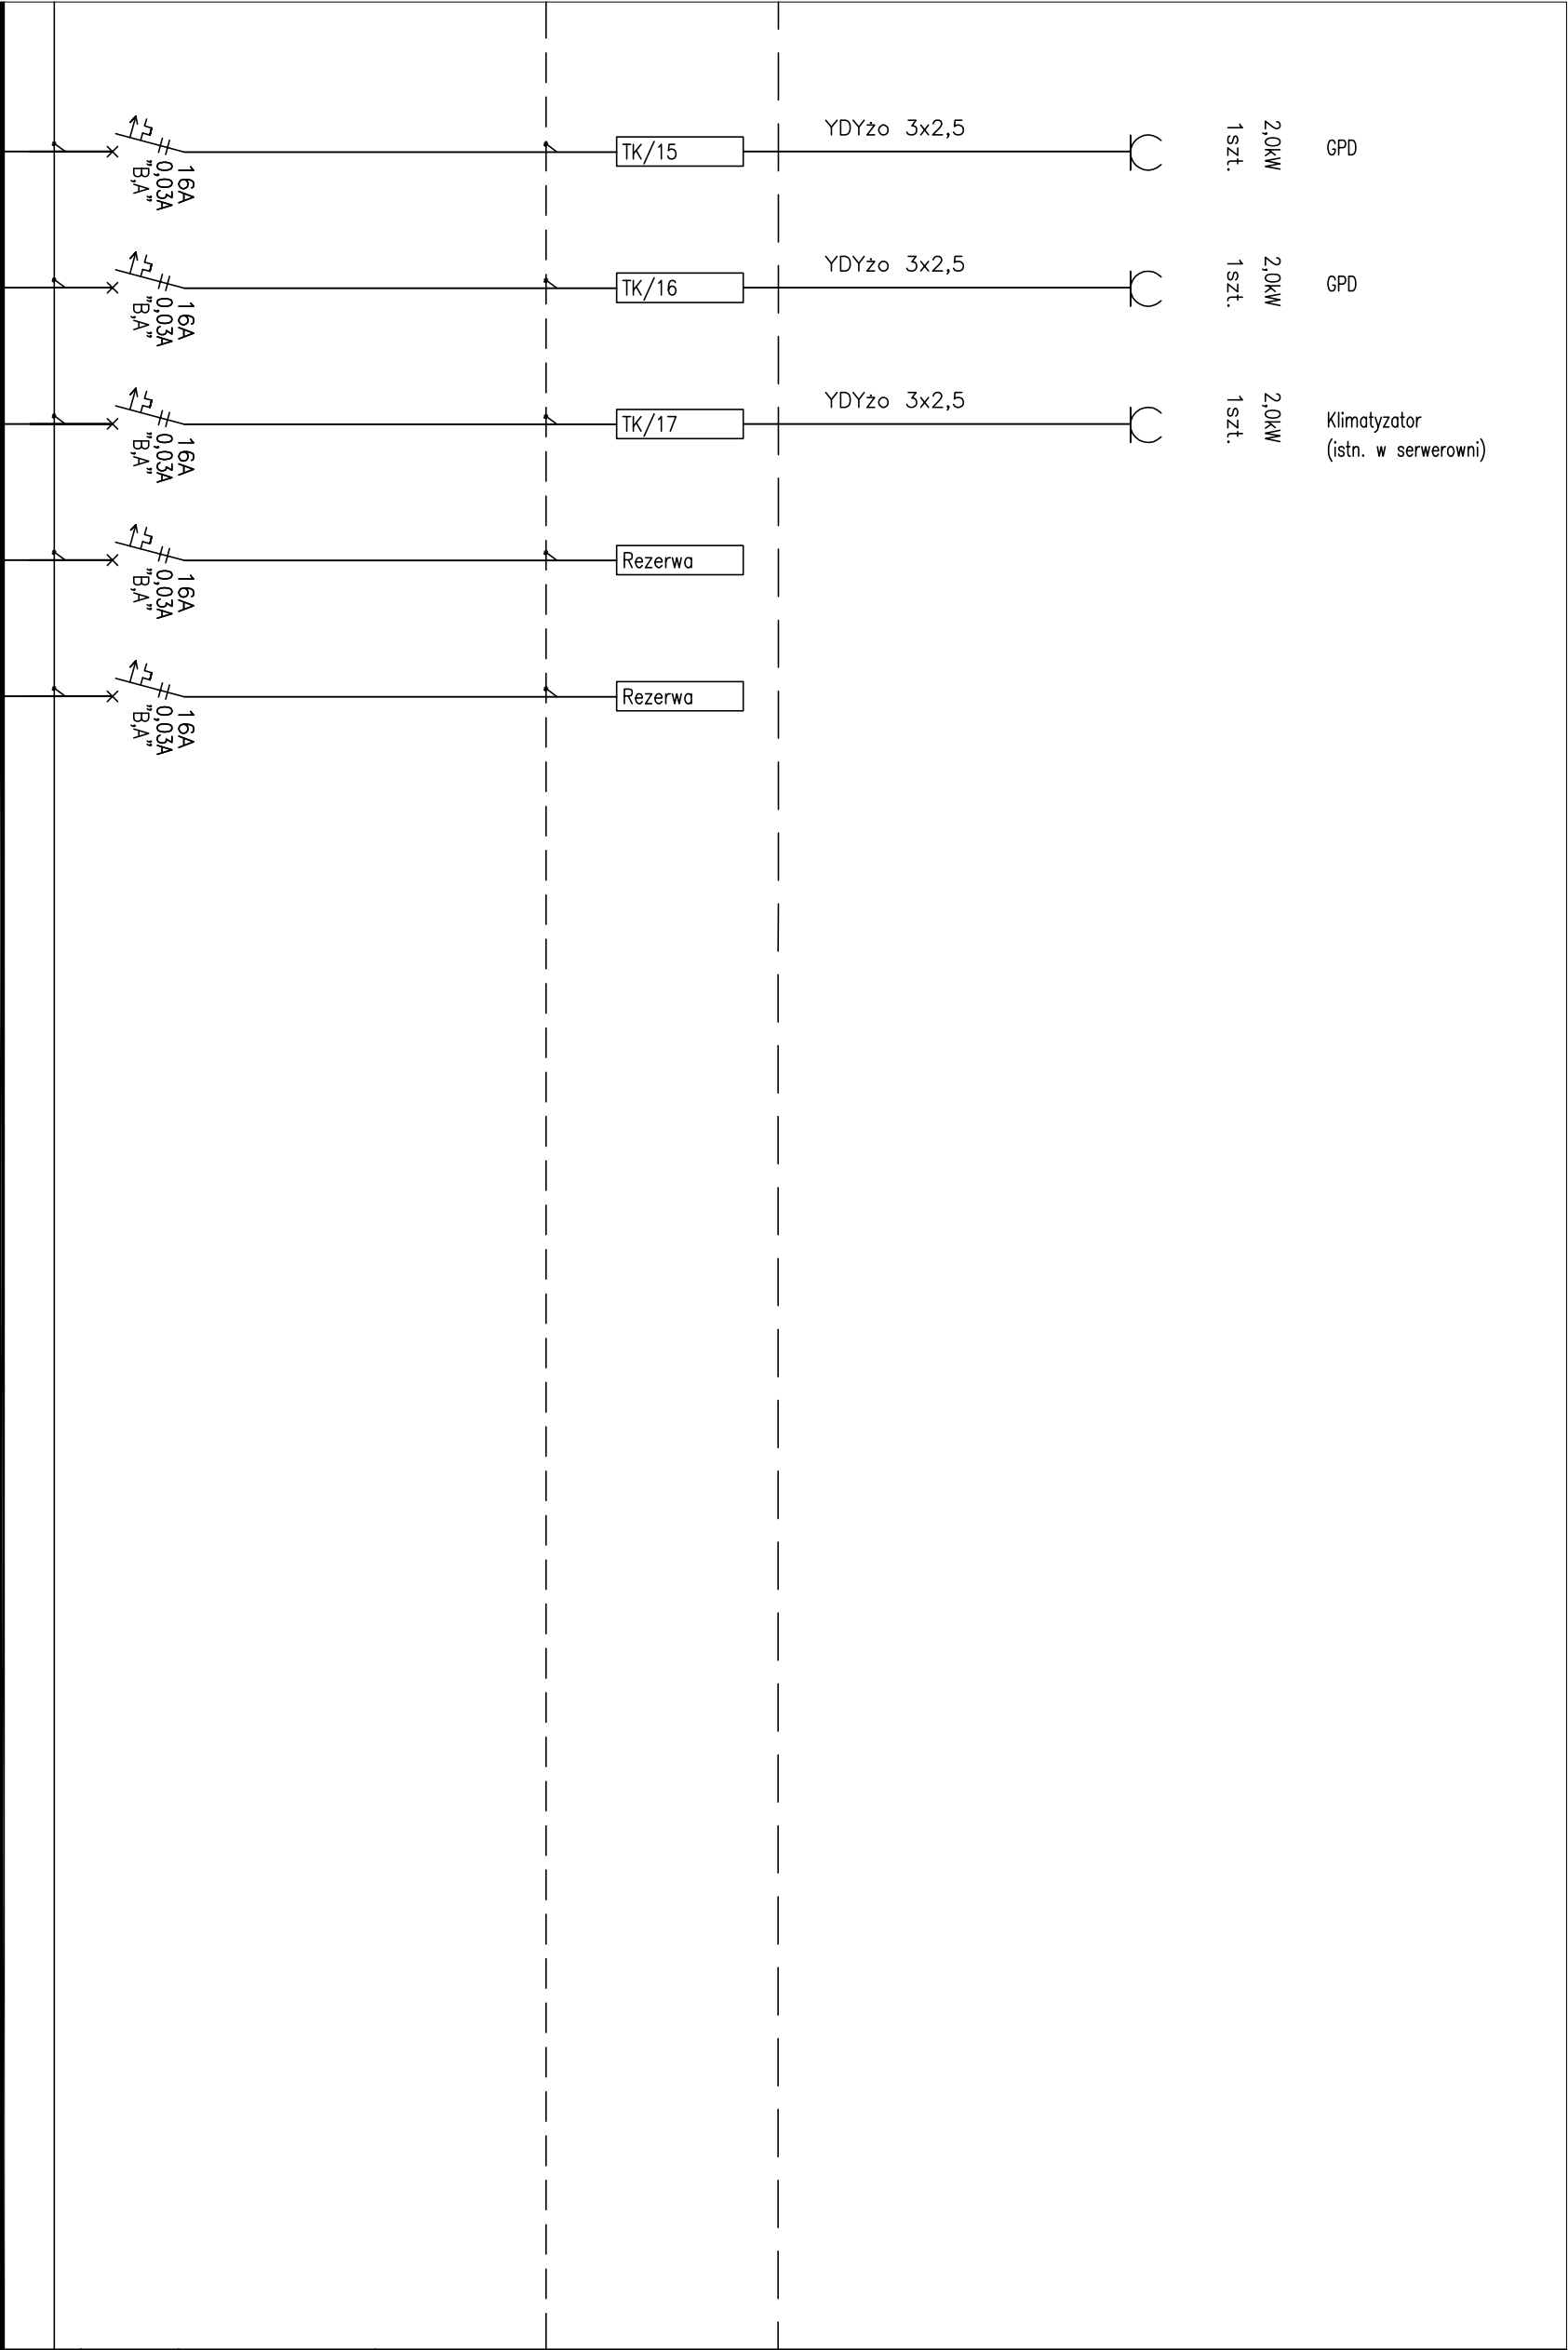 YDYżo 3x2,5
TK/15
16A
0,03A
"B,A"
2,0kW
1szt.
GPD
YDYżo 3x2,5
TK/16
16A
0,03A
"B,A"
2,0kW
1szt.
GPD
YDYżo 3x2,5
TK/17
16A
0,03A
"B,A"
2,0kW
1szt.
Klimatyzator
(istn. w serwerowni)
Rezerwa
16A
0,03A
"B,A"
Rezerwa
16A
0,03A
"B,A"